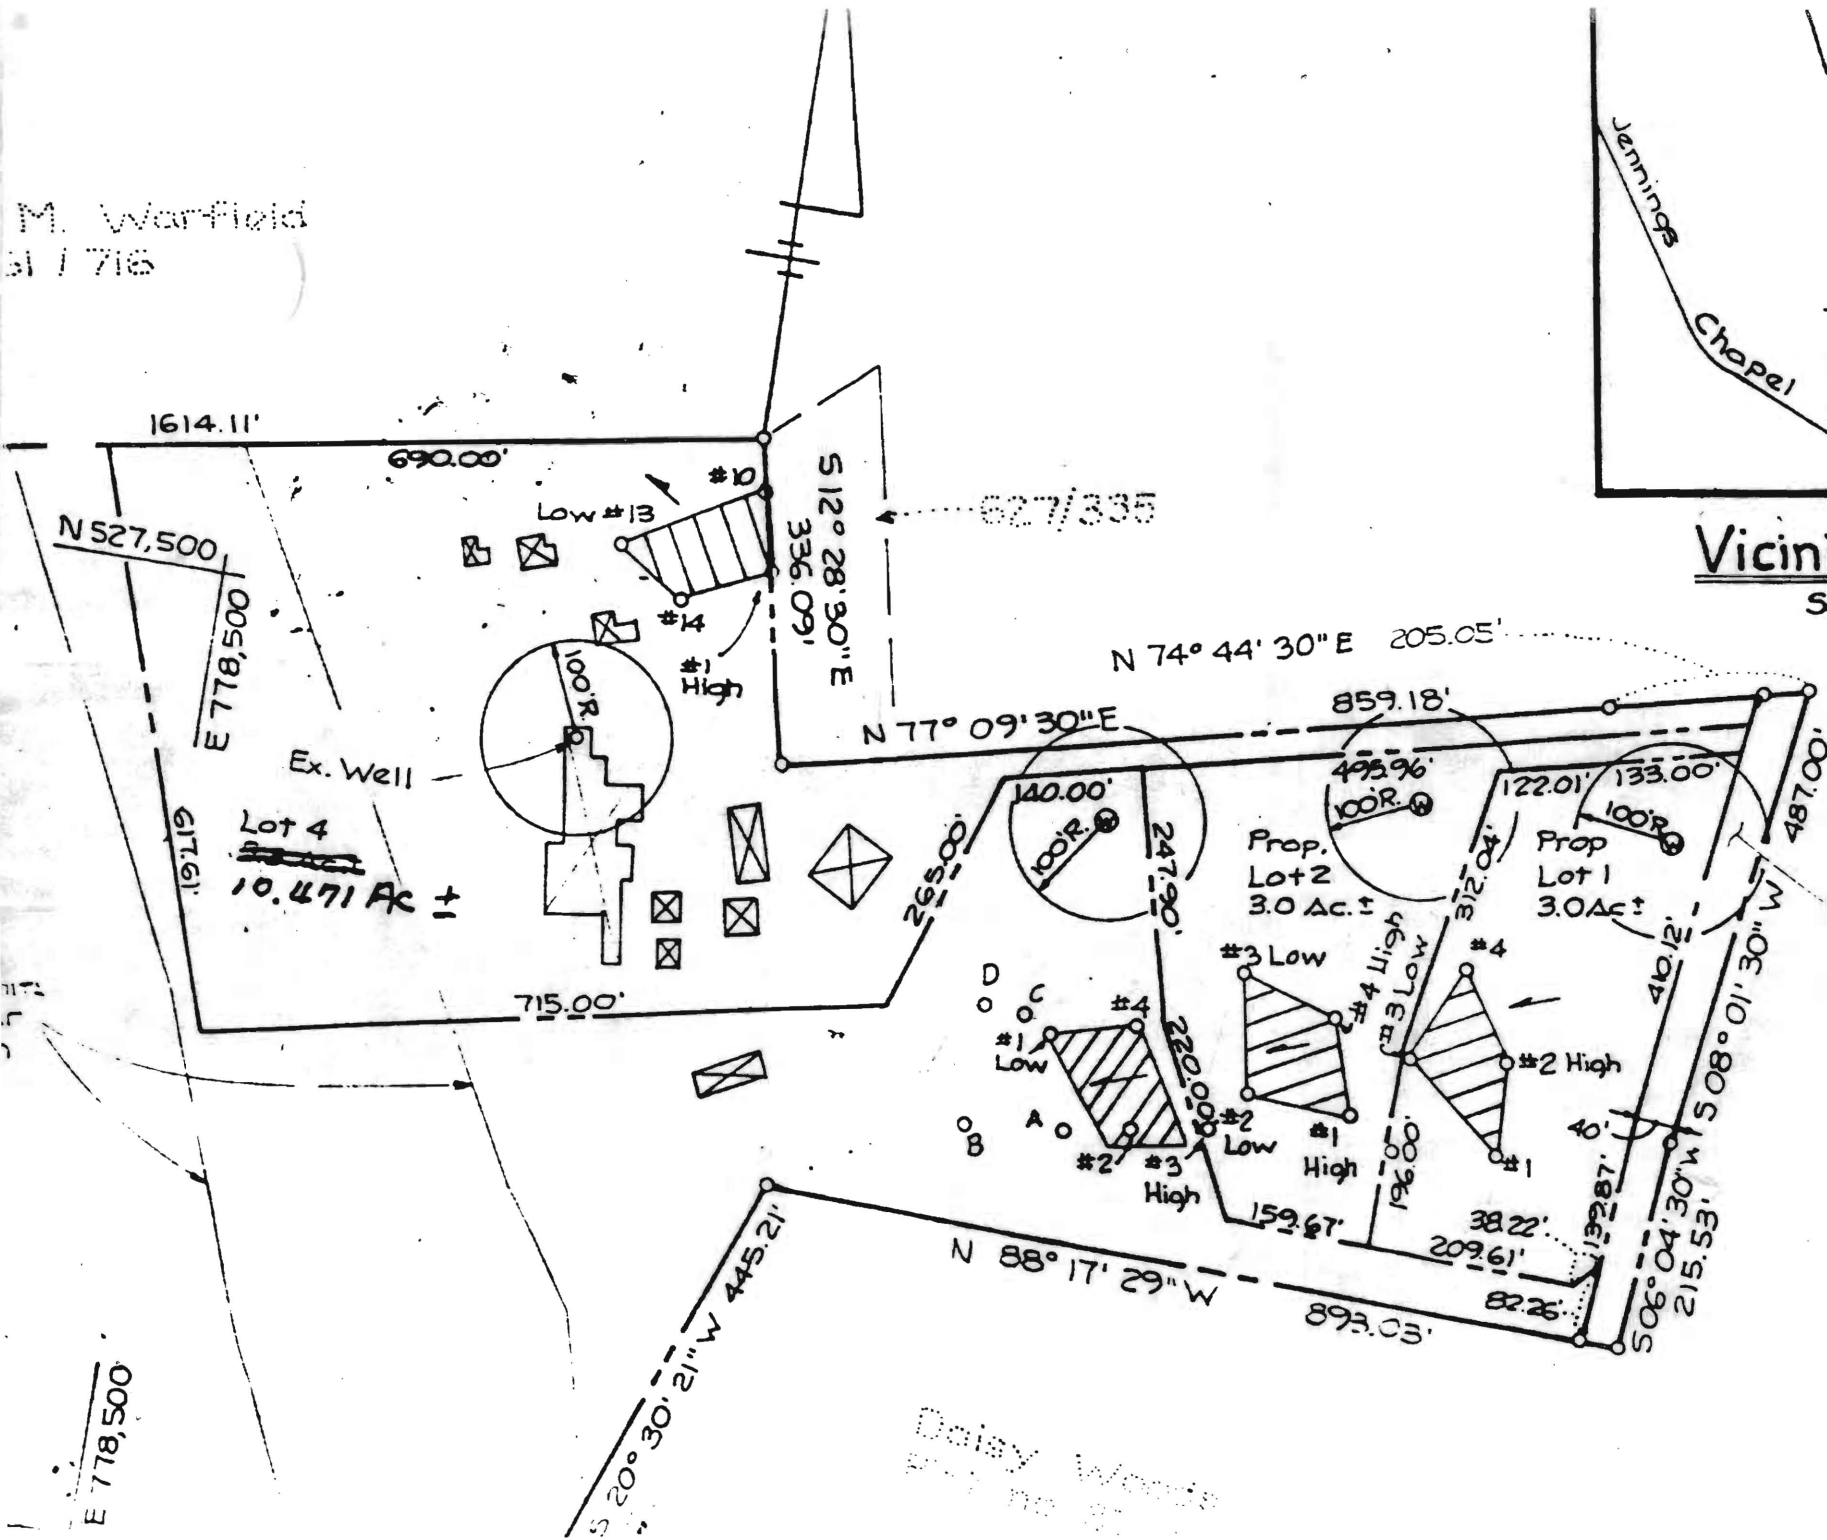 Jennings
Chapel
M. Warfield
/ 716
1614.11'
690.00'
#10
Low #13
#14
#1
High
S 12° 28' 30" E
336.09'
627/335
N 527,500
E 778,500
Vicin
S
N 74° 44' 30" E 205.05'
N 77° 09' 30" E
859.18'
495.96'
140.00'
122.01'
133.00'
487.00'
100'R.
Ex. Well
Lot 4
10.471 Ac ±
617.61'
715.00'
265.00'
100'R.
247.90'
100'R.
Prop.
Lot 2
3.0 Ac. ±
312.04'
100'R
Prop
Lot 1
3.0 Ac ±
410.12'
S 08° 01' 30" W
D
C
#1
Low
#4
#3 Low
#4 High
#3 Low
#4
#2 High
B
A
#2
#3
High
220.00'
#2
Low
#1
High
196.00'
#1
40'
139.87'
S 06° 04' 30" W
215.53'
159.67'
38.22'
209.61'
82.26'
N 88° 17' 29" W
893.03'
S 20° 30' 21" W 445.21'
E 778,500
Daisy Woods